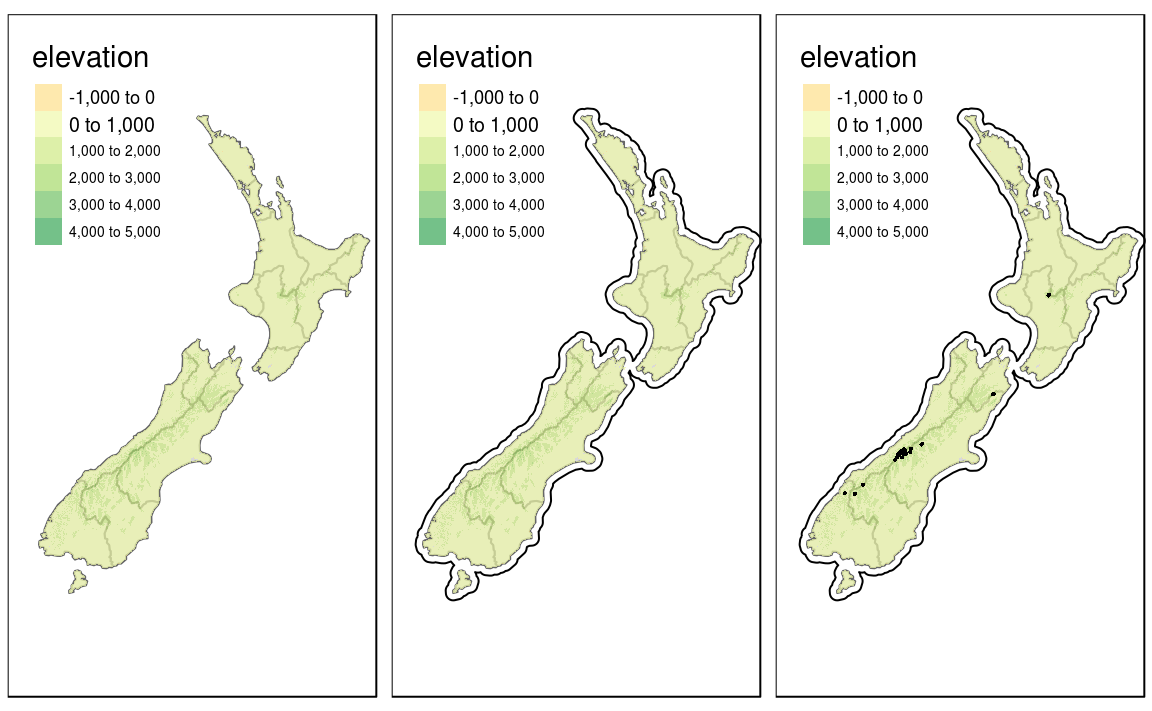 elevation
-1,000 to 0
0 to 1,000
1,000 to 2,000
2,000 to 3,000
3,000 to 4,000
4,000 to 5,000
elevation
-1,000 to 0
0 to 1,000
1,000 to 2,000
2,000 to 3,000
3,000 to 4,000
4,000 to 5,000
elevation
-1,000 to 0
0 to 1,000
1,000 to 2,000
2,000 to 3,000
3,000 to 4,000
4,000 to 5,000